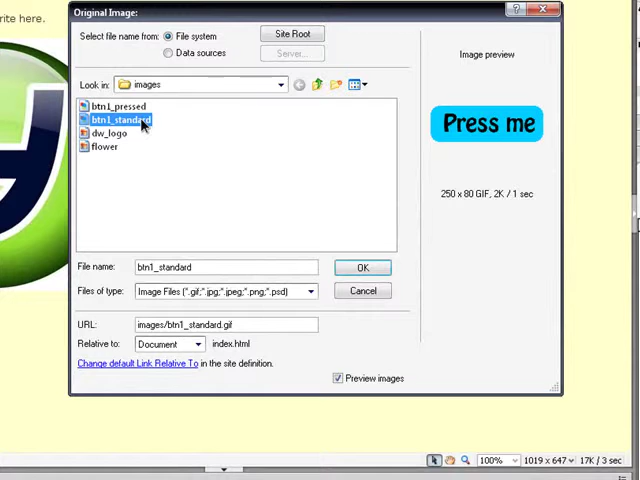 Original Image:
rite here.
Select file name from:
File system
Site Root
Data sources
Server...
Image preview
Look in:
images
btn1_pressed
btn1_standard
dw_logo
flower
Press me
250 x 80 GIF, 2K / 1 sec
File name:
btn1_standard
OK
Files of type:
Image Files (*.gif;*.jpg;*.jpeg;*.png;*.psd)
Cancel
URL:
images/btn1_standard.gif
Relative to:
Document
index.html
Change default Link Relative To in the site definition.
Preview images
100%
1019 x 647
17K / 3 sec